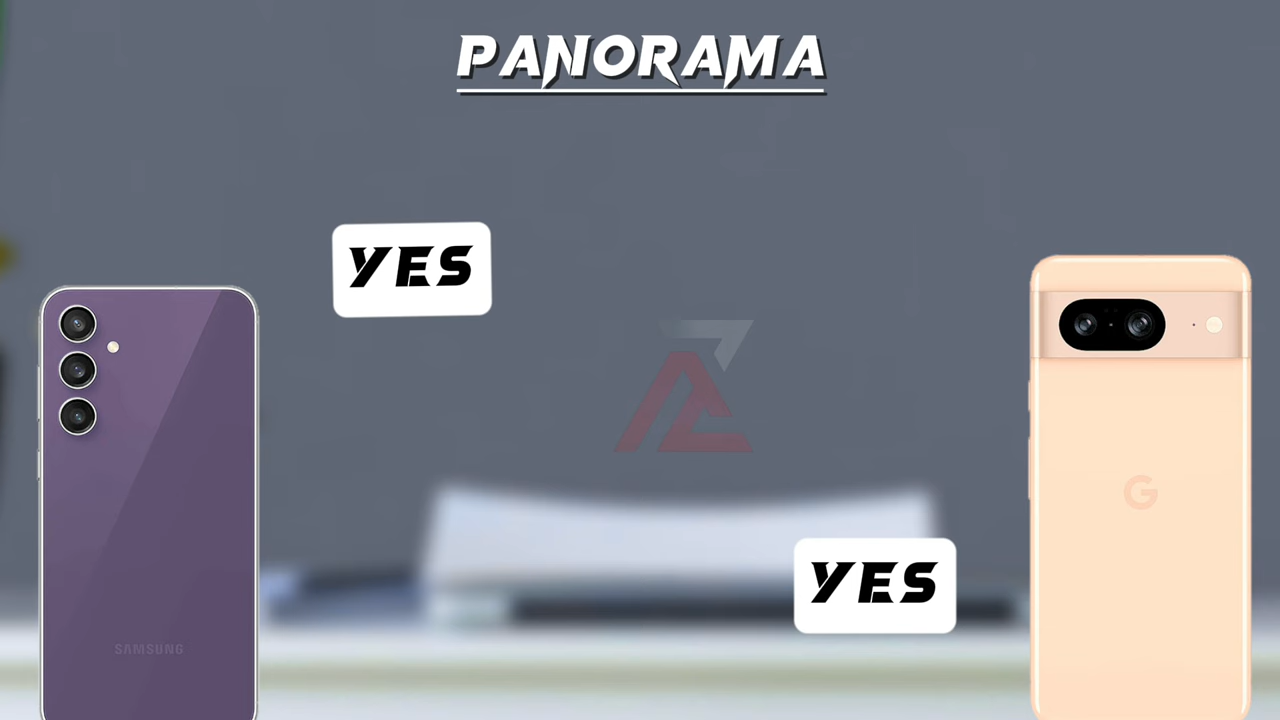 PANORAMA
YES
YES
SAMSUNG
G